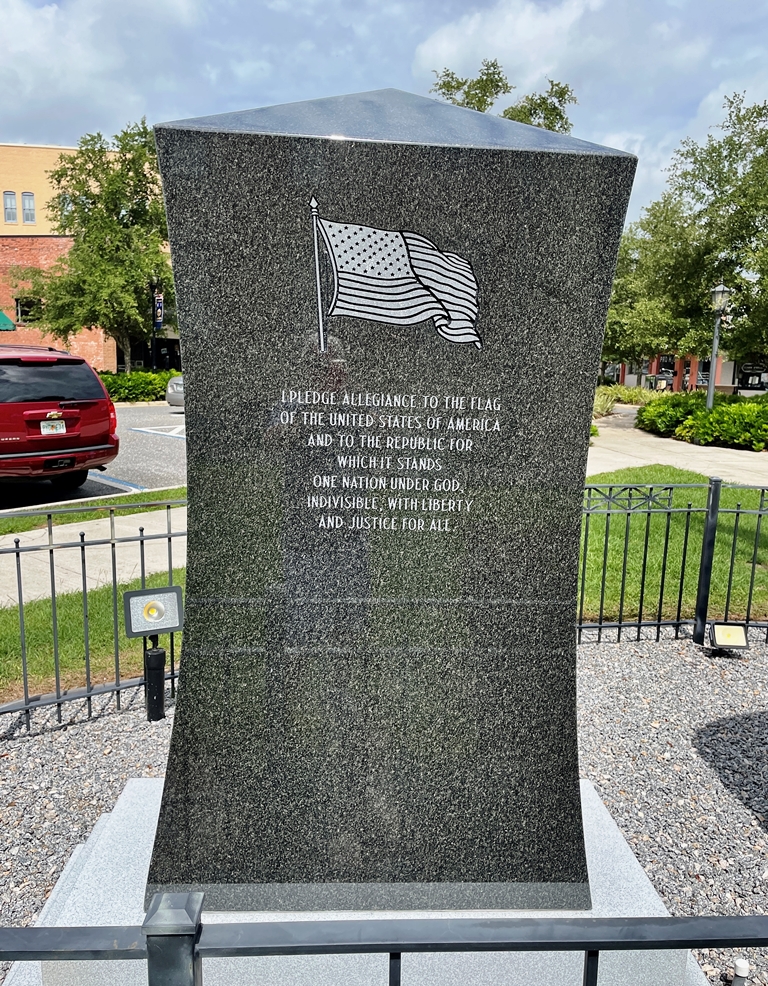 I PLEDGE ALLEGIANCE TO THE FLAG
OF THE UNITED STATES OF AMERICA
AND TO THE REPUBLIC FOR
WHICH IT STANDS
ONE NATION UNDER GOD,
INDIVISIBLE, WITH LIBERTY
AND JUSTICE FOR ALL.